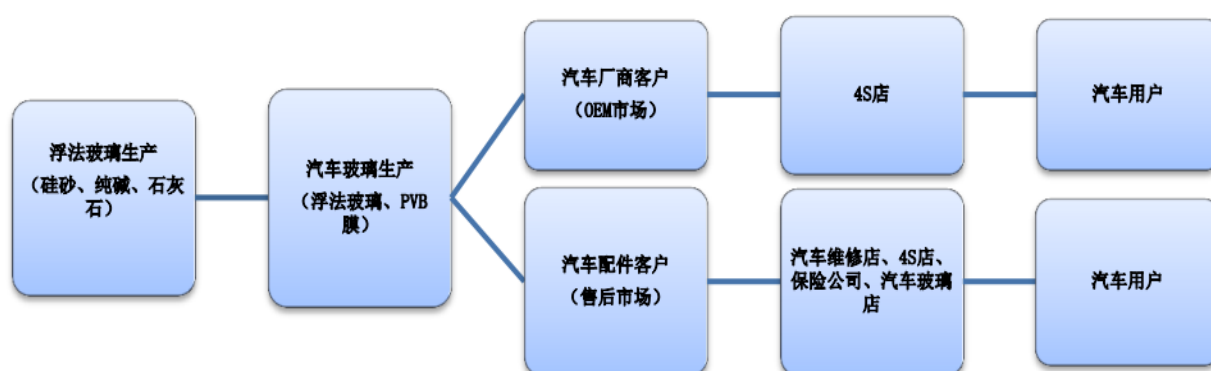 浮法玻璃生产
（硅砂、纯碱、石灰
石）
汽车玻璃生产
（浮法玻璃、PVB
膜）
汽车厂商客户
（OEM市场）
4S店
汽车用户
汽车配件客户
（售后市场）
汽车维修店、4S店、
保险公司、汽车玻璃
店
汽车用户